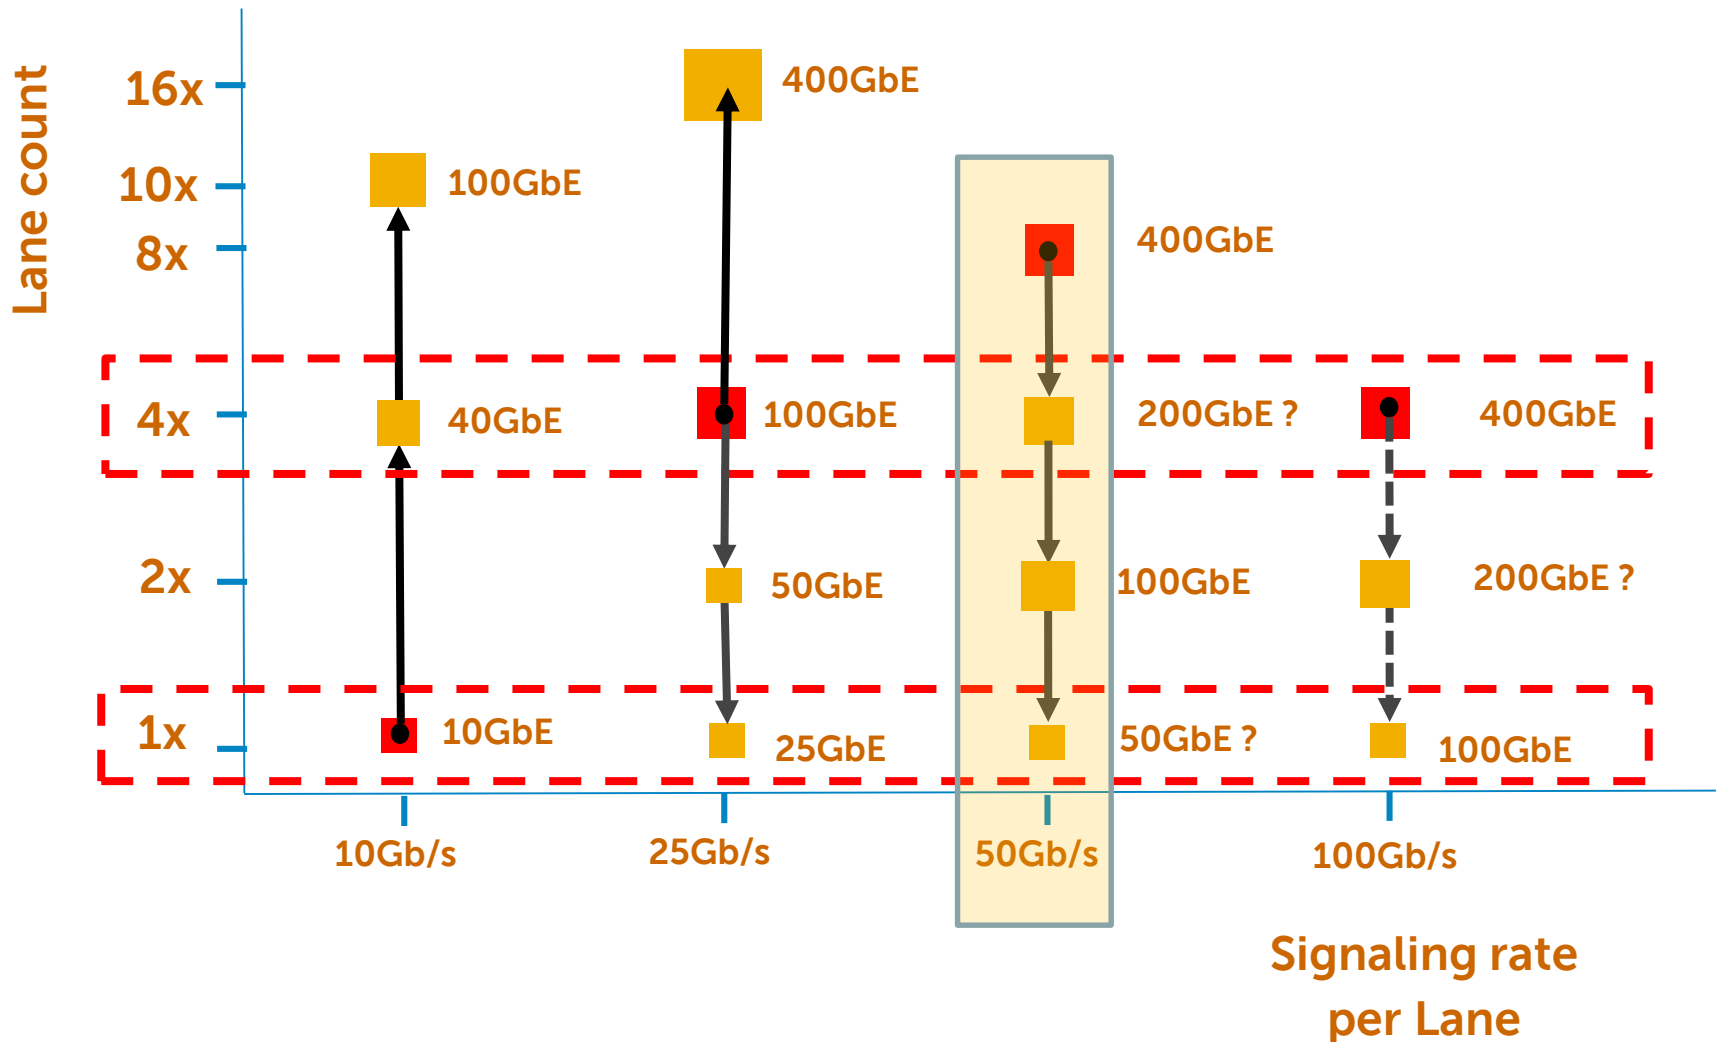 Lane count
16x
400GbE
10x
100GbE
8x
400GbE
4x
40GbE
100GbE
200GbE ?
400GbE
2x
50GbE
100GbE
200GbE ?
1x
10GbE
25GbE
50GbE ?
100GbE
10Gb/s
25Gb/s
50Gb/s
100Gb/s
Signaling rate
per Lane